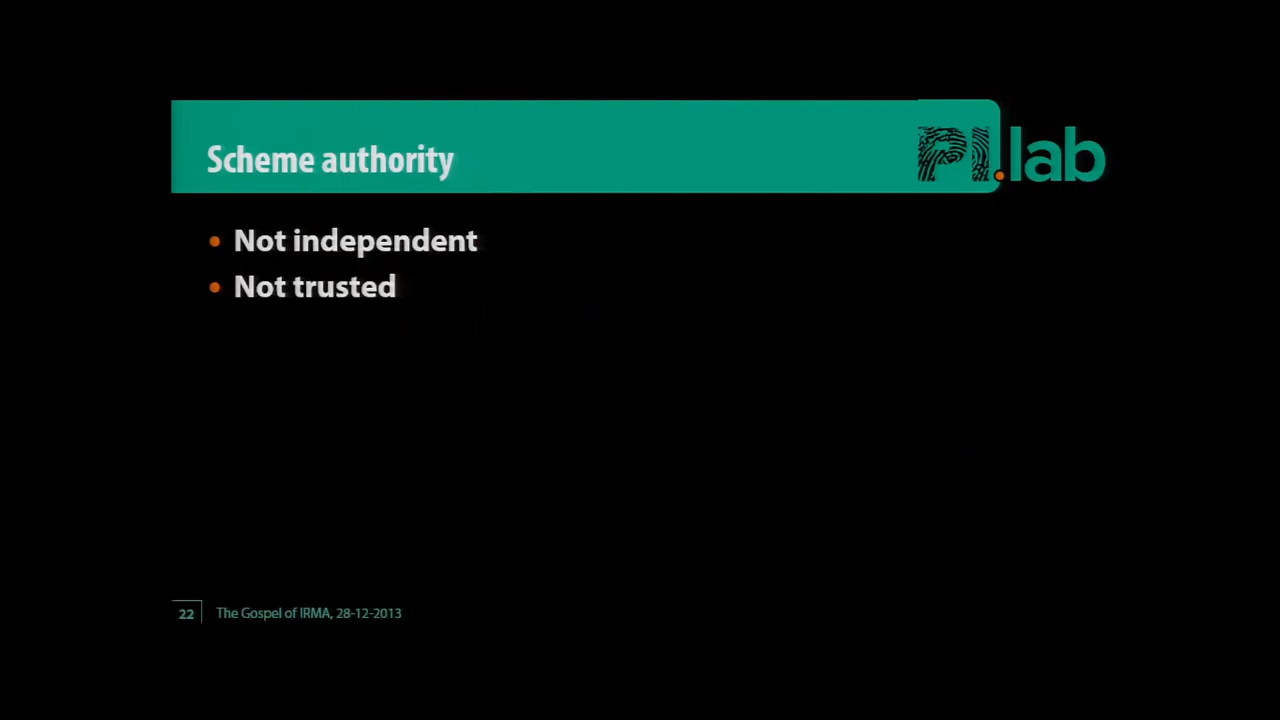 Scheme authority
PI.lab
• Not independent
• Not trusted
22 The Gospel of IRMA, 28-12-2013